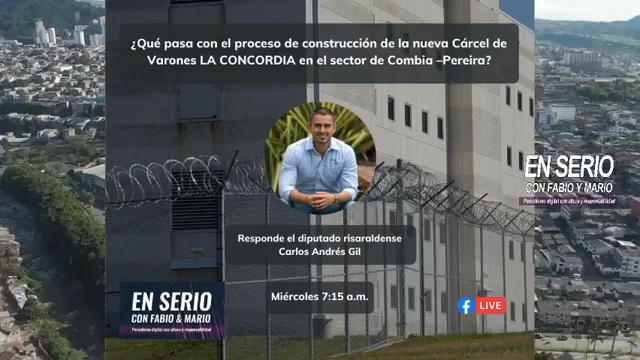 ¿Qué pasa con el proceso de construcción de la nueva Cárcel de
Varones LA CONCORDIA en el sector de Combia –Pereira?
EN SERIO
CON FABIO Y MARIO
Periodismo digital con altura y responsabilidad
Responde el diputado risaraldense
Carlos Andrés Gil
Miércoles 7:15 a.m.
EN SERIO
CON FABIO & MARIO
Periodismo digital con altura y responsabilidad
LIVE